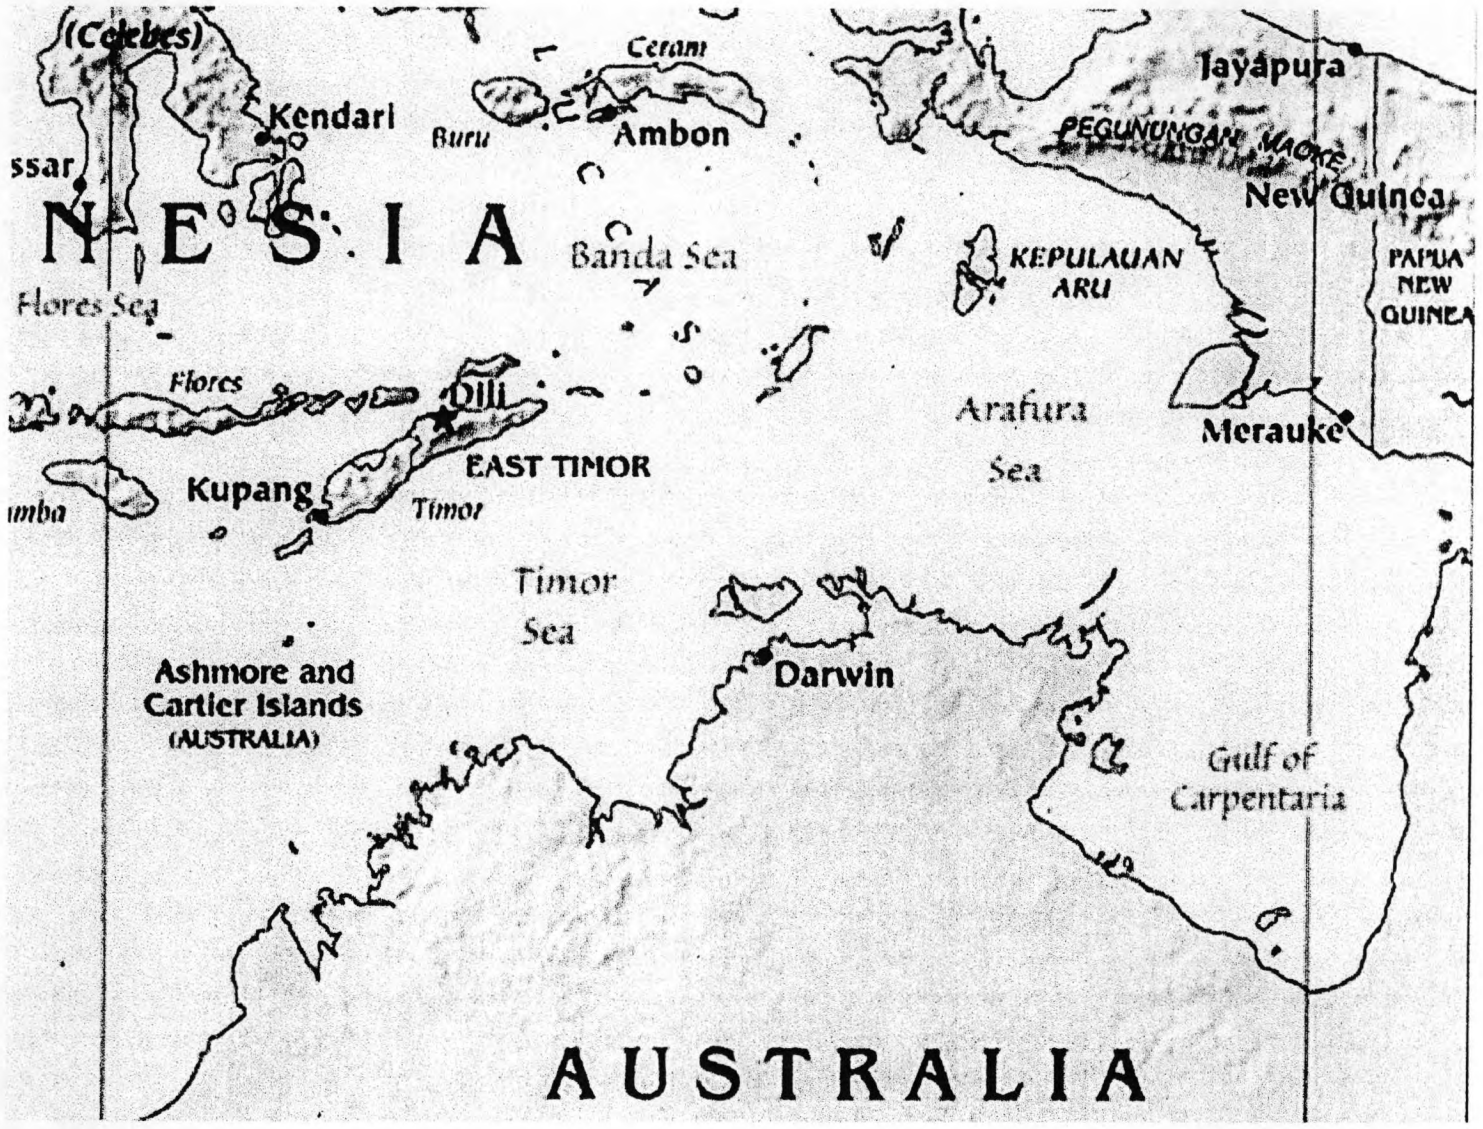 (Celebes)
Ceram
Jayapura
Kendari
Buru
Ambon
PEGUNUNGAN MAOKE
ssar
New Guinea
NESIA
Banda Sea
KEPULAUAN
ARU
PAPUA
NEW
GUINEA
Flores Sea
Flores
Dili
Arafura
Sea
Merauke
EAST TIMOR
Kupang
Timor
umba
Timor
Sea
Ashmore and
Cartier Islands
(AUSTRALIA)
Darwin
Gulf of
Carpentaria
AUSTRALIA